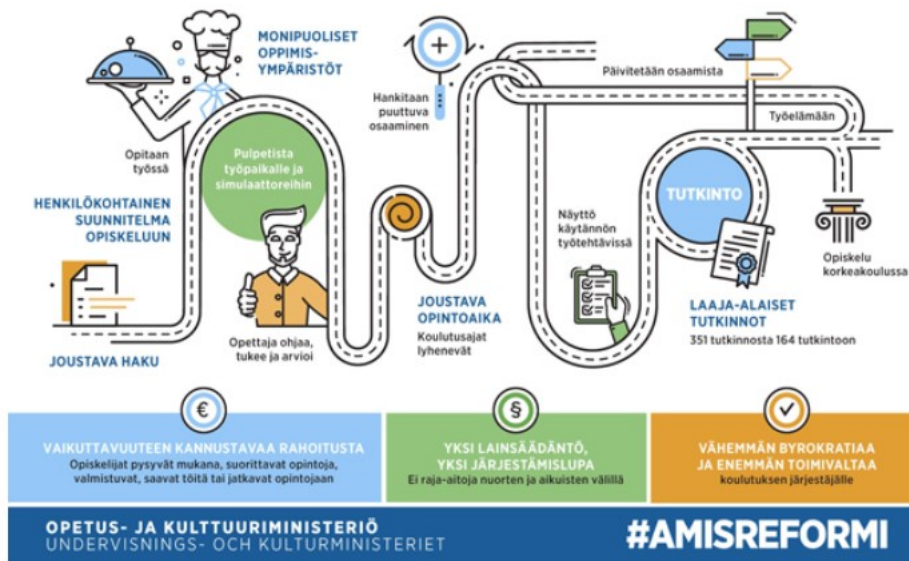 MONIPUOLISET
OPPIMIS-
YMPÄRISTÖT
Opitaan
työssä
Pulpetista
työpaikalle ja
simulaattoreihin
HENKILÖKOHTAINEN
SUUNNITELMA
OPISKELUUN
JOUSTAVA HAKU
Opettaja ohjaa,
tukee ja arvioi
Hankitaan
puuttuva
osaaminen
JOUSTAVA
OPINTOAIKA
Koulutusajat
lyhenevät
Näyttö
käytännön
työtehtävissä
Päivitetään osaamista
Työelämään
TUTKINTO
Opiskelu
korkeakoulussa
LAAJA-ALAISET
TUTKINNOT
351 tutkinnosta 164 tutkintoon
€
VAIKUTTAVUUTEEN KANNUSTAVAA RAHOITUSTA
Opiskelijat pysyvät mukana, suorittavat opintoja,
valmistuvat, saavat töitä tai jatkavat opintojaan
§
YKSI LAINSÄÄDÄNTÖ,
YKSI JÄRJESTÄMISLUPA
Ei raja-aitoja nuorten ja aikuisten välillä
VÄHEMMÄN BYROKRATIAA
JA ENEMMÄN TOIMIVALTAA
koulutuksen järjestäjälle
OPETUS- JA KULTTUURIMINISTERIÖ
UNDERVISNINGS- OCH KULTURMINISTERIET
#AMISREFORMI